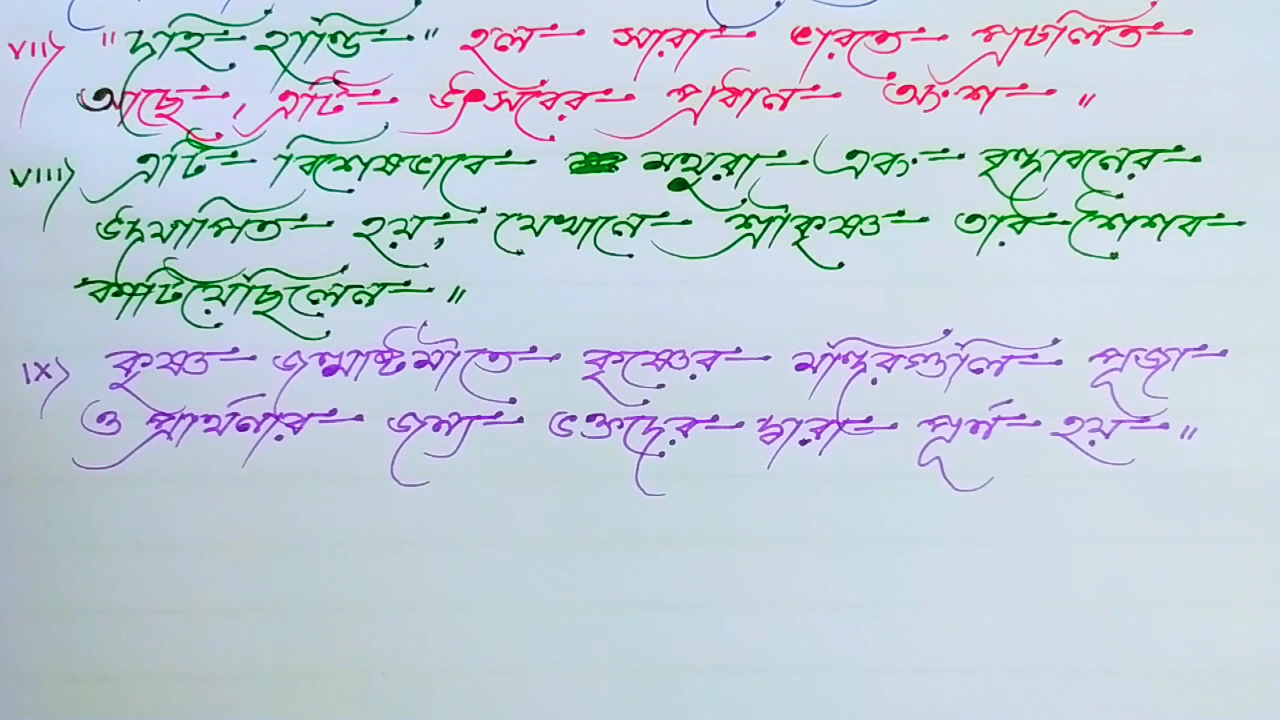 vii) "দাহি হান্ডি" হল সারা ভারতে প্রচলিত
আছে, এটি উৎসবের প্রধান অংশ॥
viii) এটি বিশেষভাবে মথুরা এবং বৃন্দাবনের
উদযাপিত হয়, যেখানে শ্রীকৃষ্ণ তার শৈশব
কাটিয়েছিলেন॥
ix) কৃষ্ণ জন্মাষ্টমীতে কৃষ্ণের মন্দিরগুলি পূজা
ও প্রার্থনার জন্য ভক্তদের দ্বারা পূর্ণ হয়॥